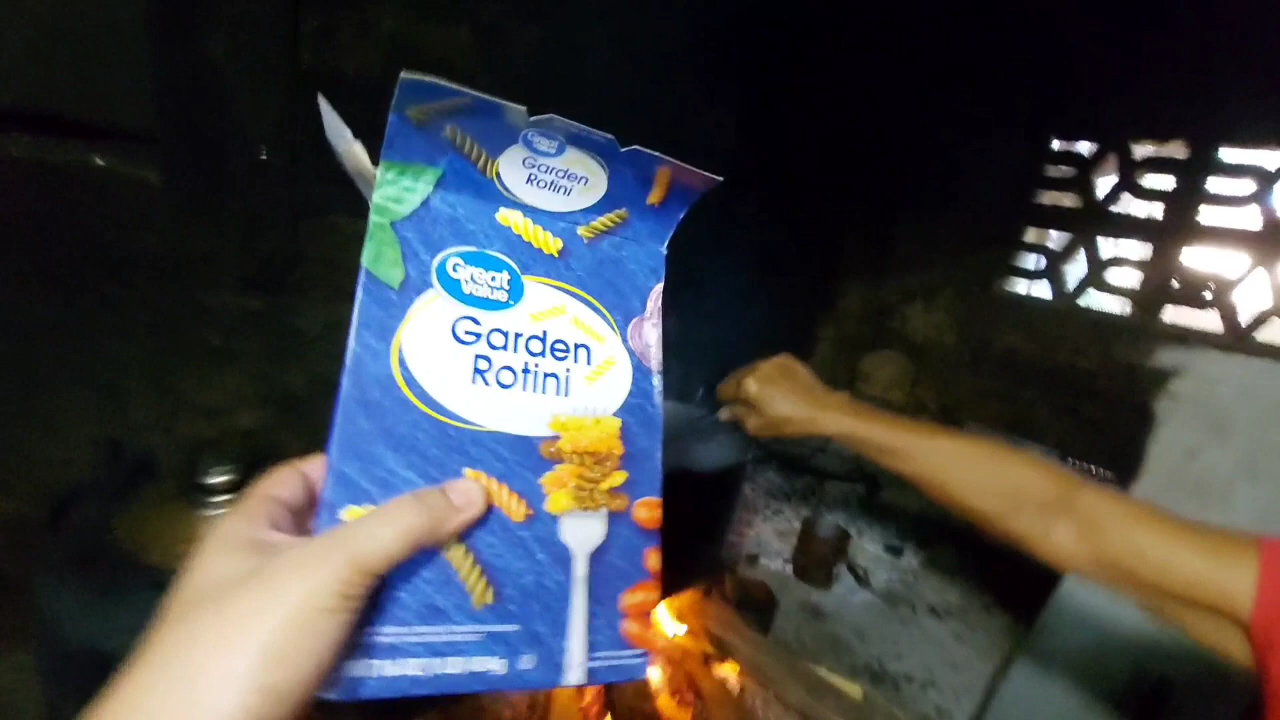 Great
Value
Garden
Rotini
Great
Value
Garden
Rotini